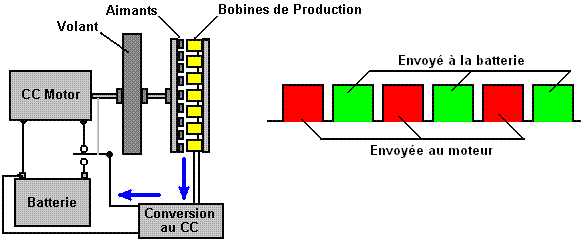 Aimants
Bobines de Production
Volant
CC Motor
Batterie
Conversion
au CC
Envoyé à la batterie
Envoyée au moteur